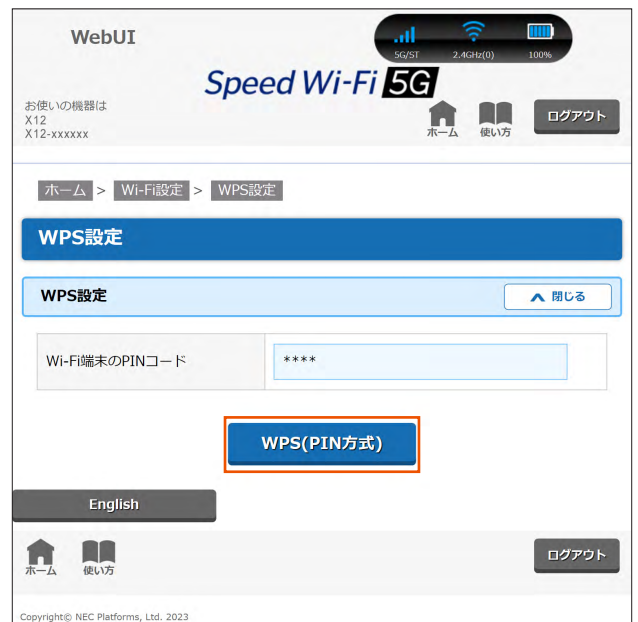 WebUI
5G/ST 2.4GHz(0) 100%
Speed Wi-Fi 5G
お使いの機器は
X12
X12-xxxxxx
ホーム 使い方 ログアウト
ホーム > Wi-Fi設定 > WPS設定
WPS設定
WPS設定 閉じる
Wi-Fi端末のPINコード ****
WPS(PIN方式)
English
ホーム 使い方 ログアウト
Copyright© NEC Platforms, Ltd. 2023